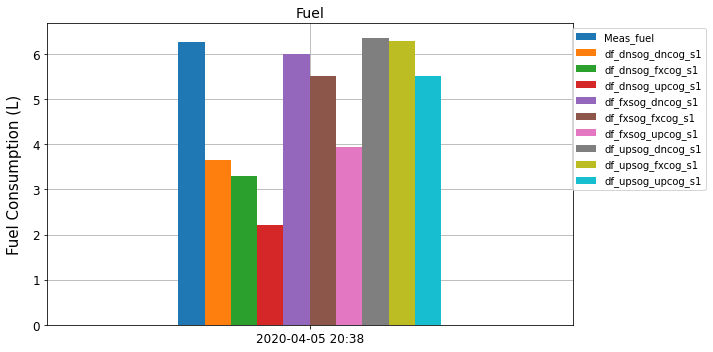 Fuel
Fuel Consumption (L)
6
5
4
3
2
1
0
2020-04-05 20:38
Meas_fuel
df_dnsog_dncog_s1
df_dnsog_fxcog_s1
df_dnsog_upcog_s1
df_fxsog_dncog_s1
df_fxsog_fxcog_s1
df_fxsog_upcog_s1
df_upsog_dncog_s1
df_upsog_fxcog_s1
df_upsog_upcog_s1